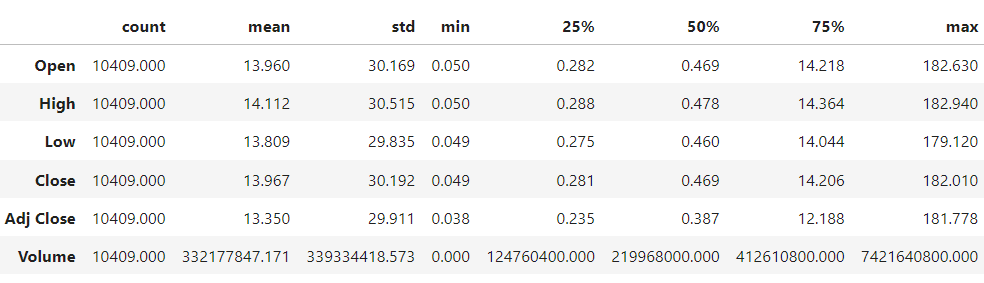 count mean std min 25% 50% 75% max
Open 10409.000 13.960 30.169 0.050 0.282 0.469 14.218 182.630
High 10409.000 14.112 30.515 0.050 0.288 0.478 14.364 182.940
Low 10409.000 13.809 29.835 0.049 0.275 0.460 14.044 179.120
Close 10409.000 13.967 30.192 0.049 0.281 0.469 14.206 182.010
Adj Close 10409.000 13.350 29.911 0.038 0.235 0.387 12.188 181.778
Volume 10409.000 332177847.171 339334418.573 0.000 124760400.000 219968000.000 412610800.000 7421640800.000